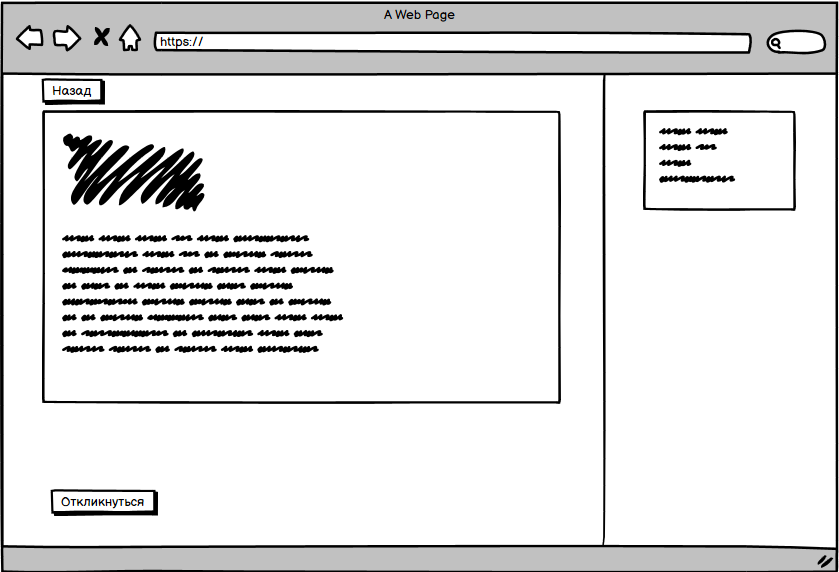 A Web Page
https://
Назад
Откликнуться